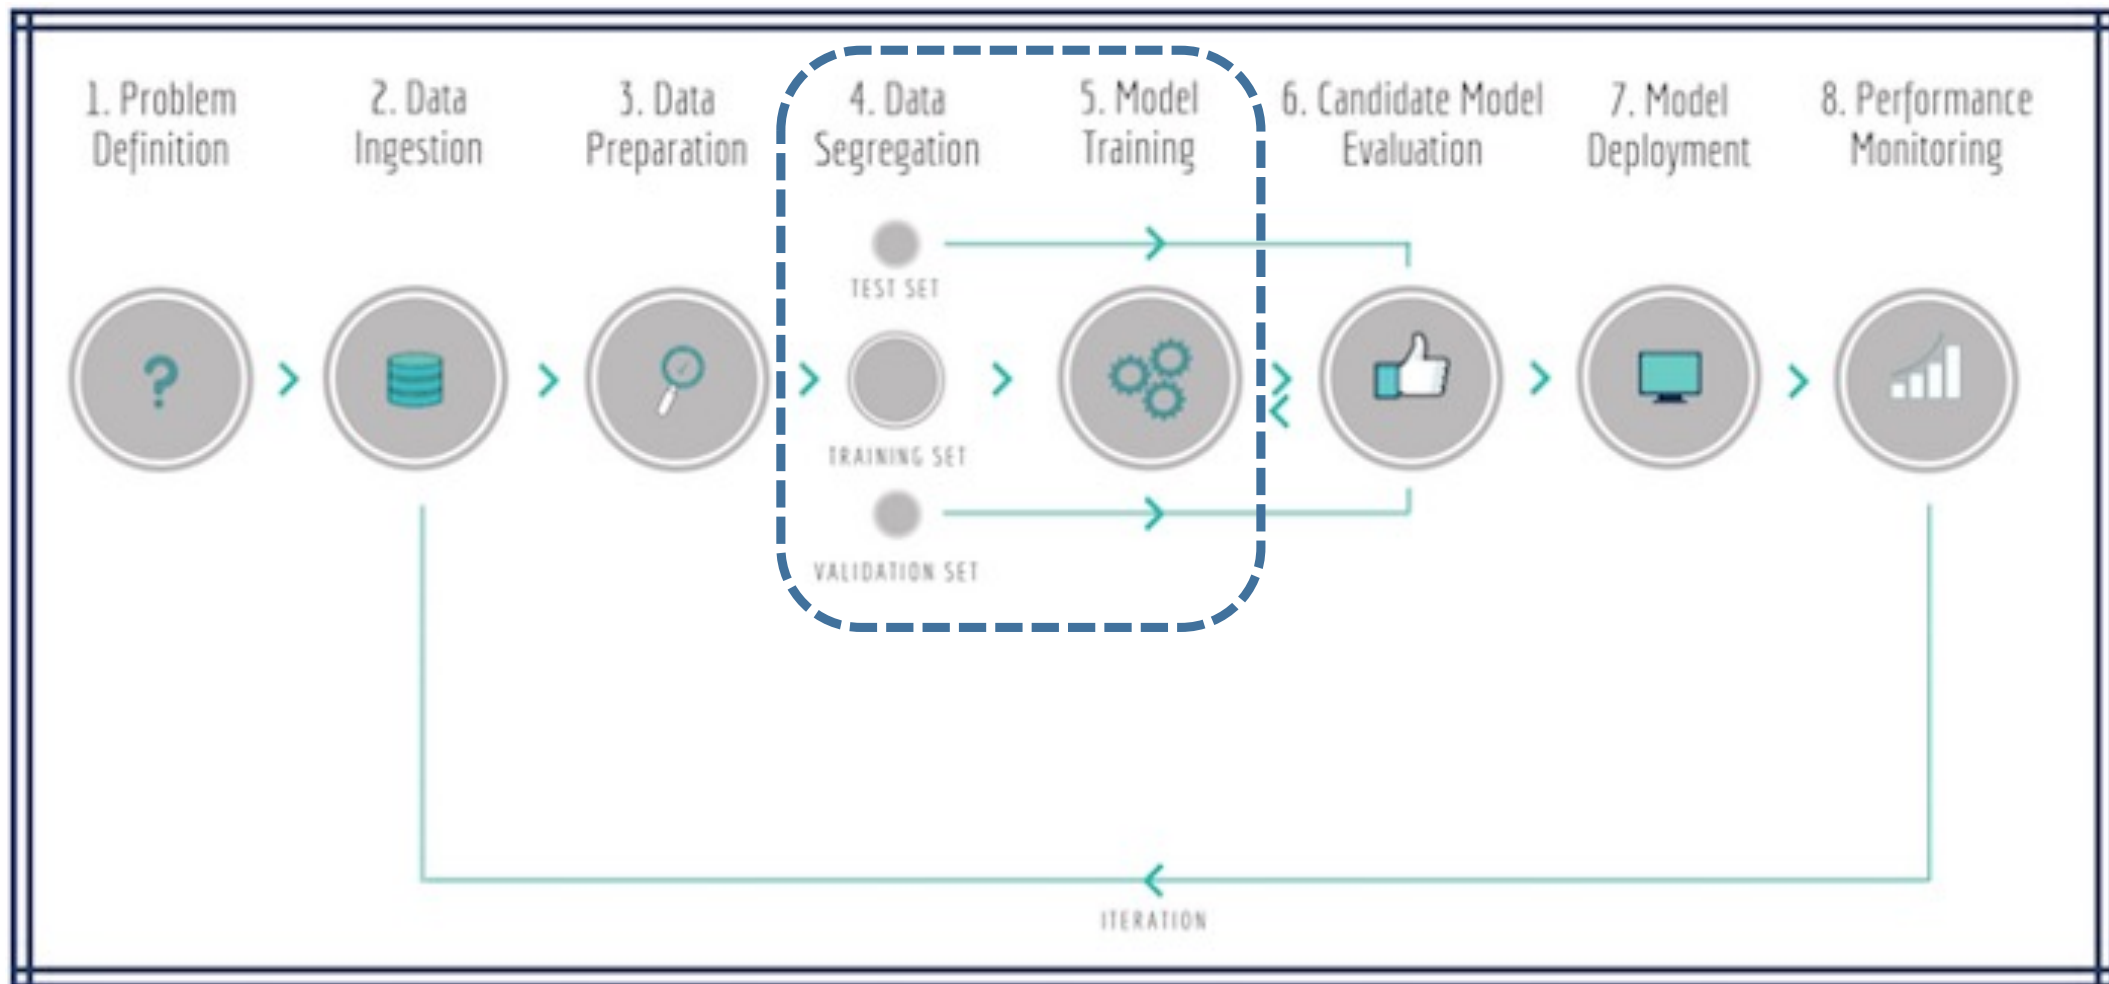 1. Problem
Definition
2. Data
Ingestion
3. Data
Preparation
4. Data
Segregation
5. Model
Training
6. Candidate Model
Evaluation
7. Model
Deployment
8. Performance
Monitoring
TEST SET
TRAINING SET
VALIDATION SET
ITERATION